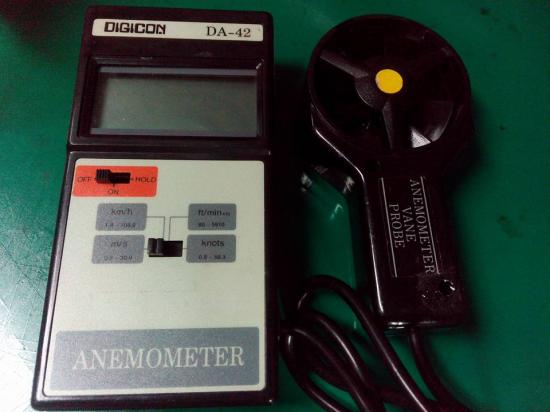 DIGICON DA-42
OFF HOLD
ON
km/h ft/min
m/s knots
ANEMOMETER
ANEMOMETER
VANE
PROBE